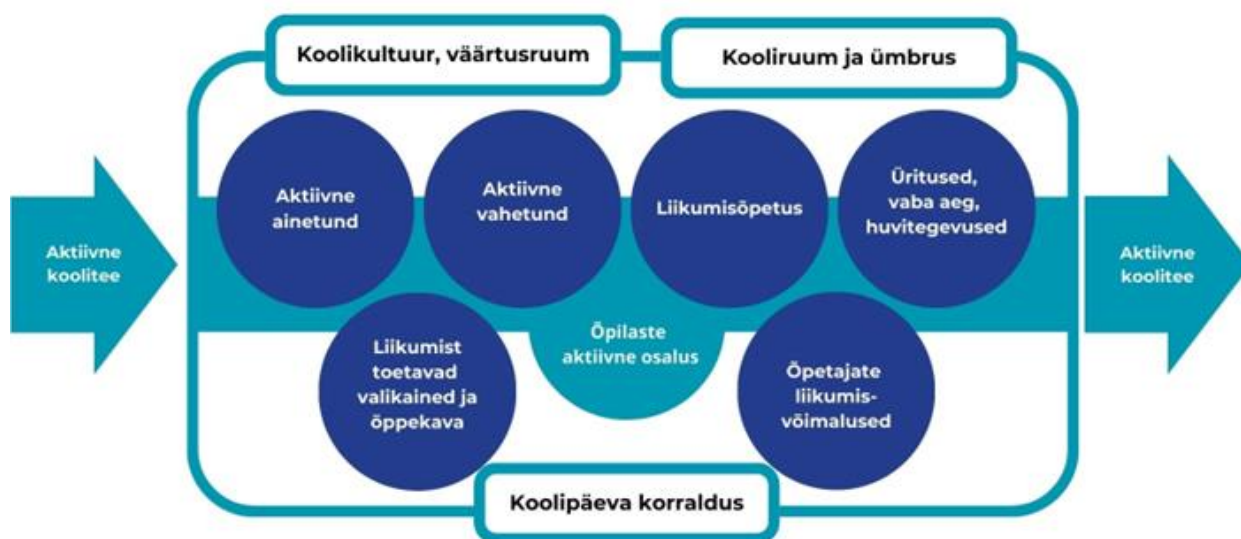 Koolikultuur, väärtusruum
Kooliruum ja ümbrus
Aktiivne
koolitee
Aktiivne
ainetund
Aktiivne
vahetund
Liikumisõpetus
Üritused,
vaba aeg,
huvitegevused
Aktiivne
koolitee
Liikumist
toetavad
valikained ja
õppekava
Õpilaste
aktiivne osalus
Õpetajate
liikumis-
võimalused
Koolipäeva korraldus